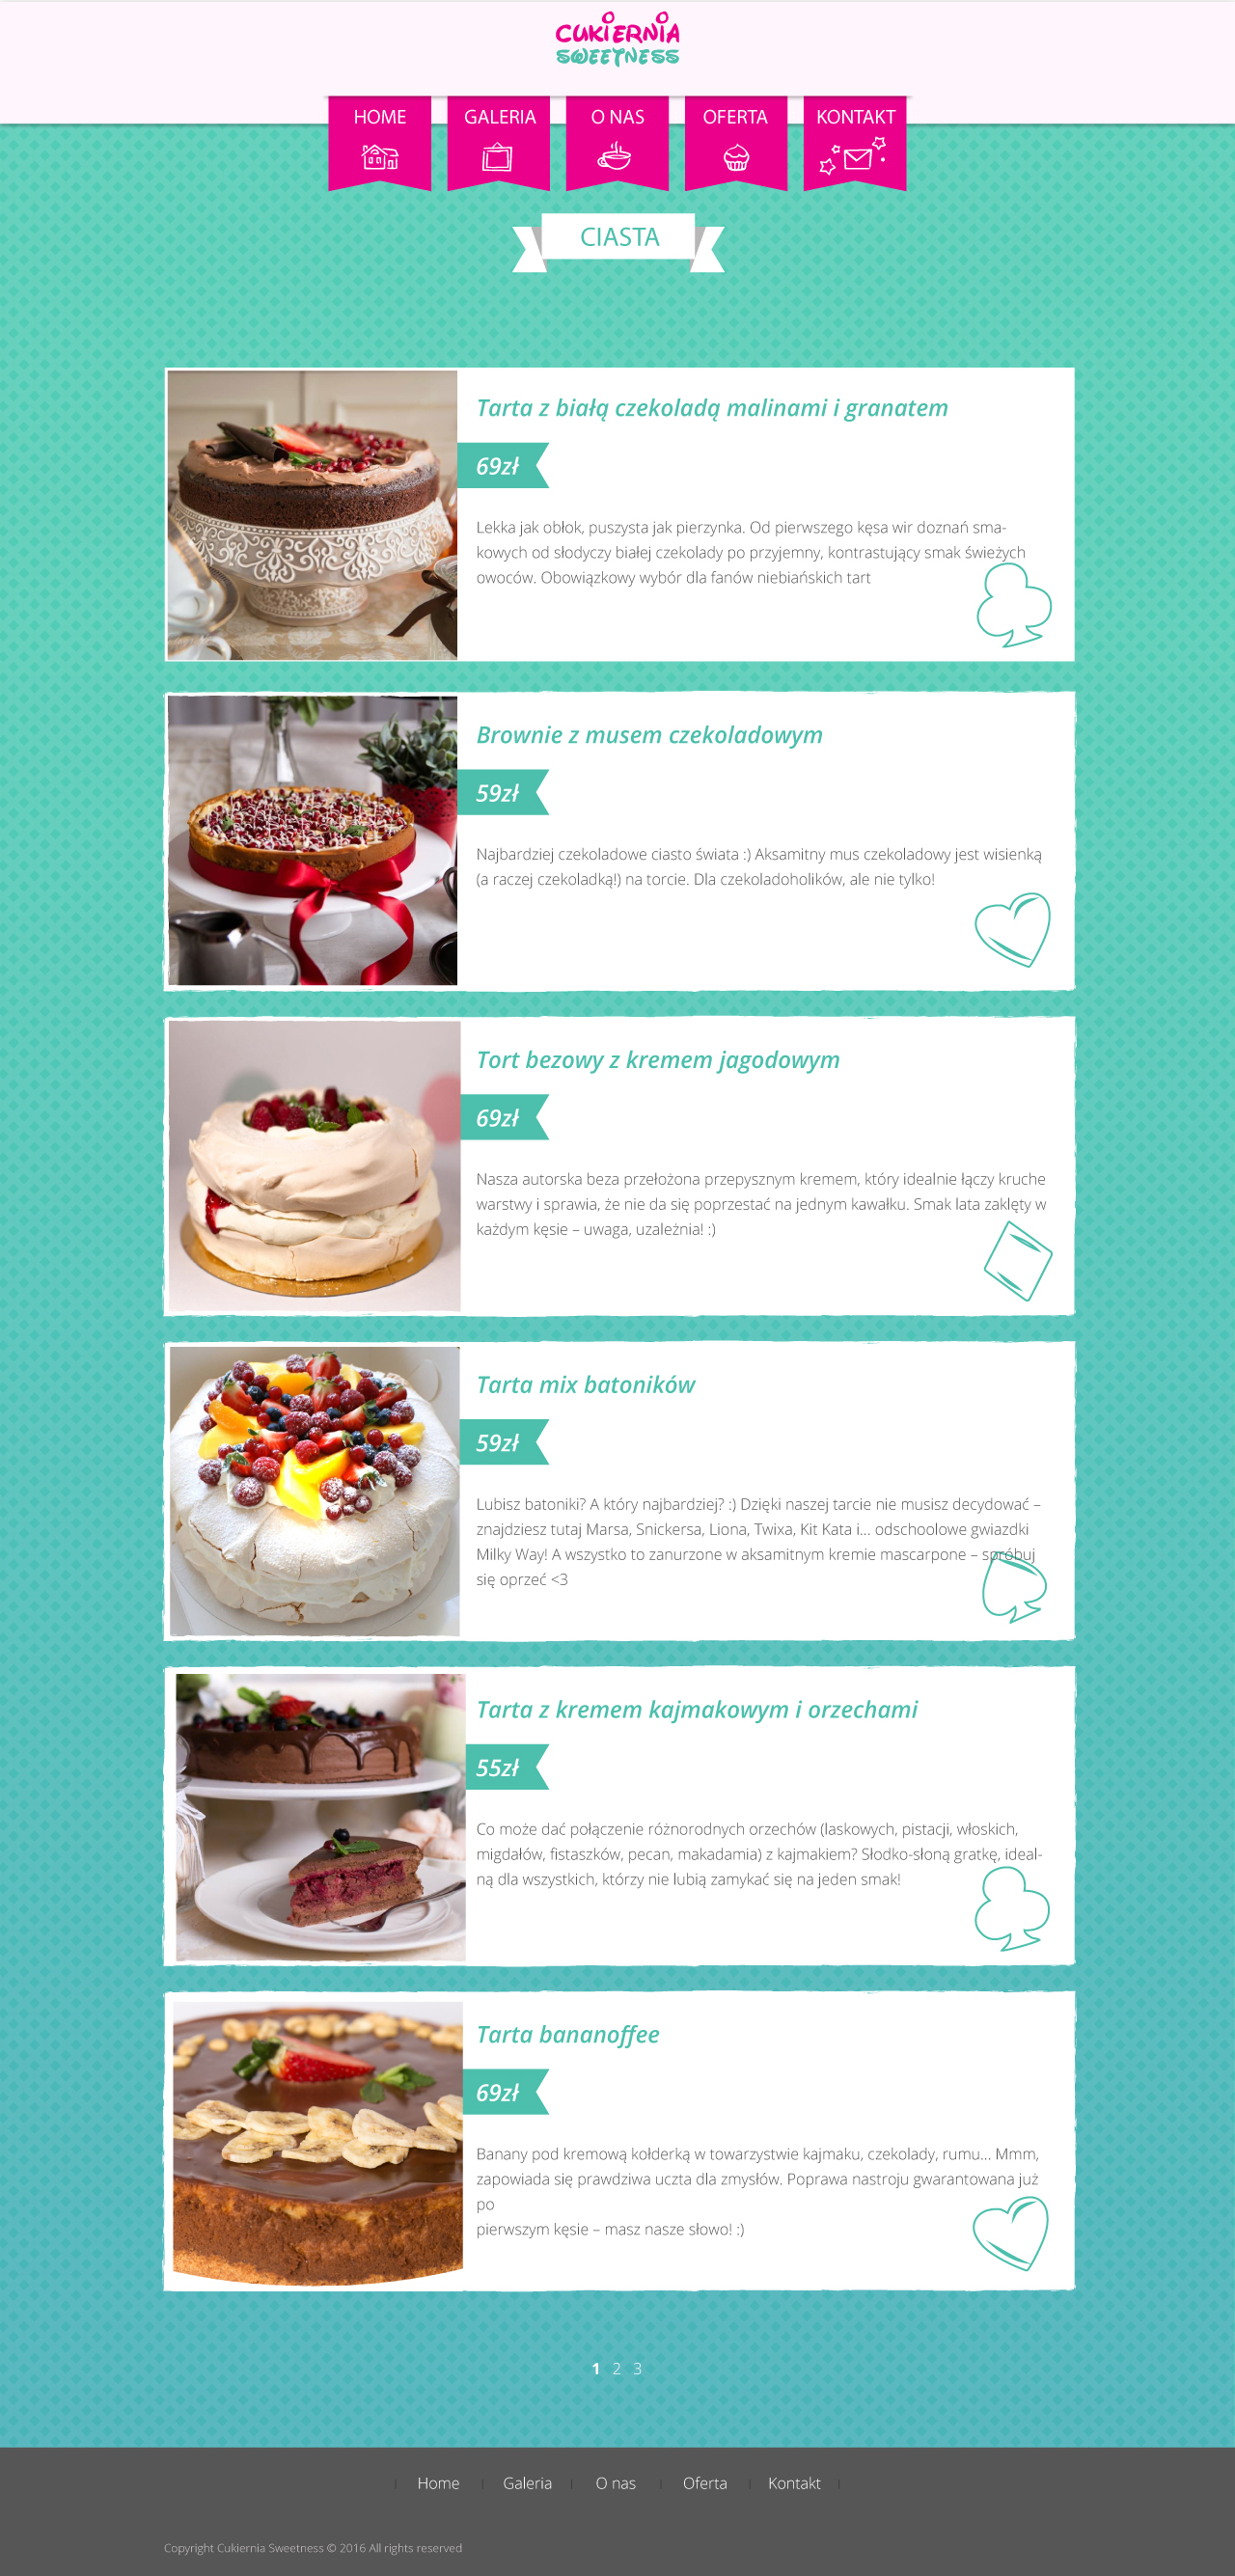 CUKIERNIA
SWEETNESS
HOME GALERIA O NAS OFERTA KONTAKT
CIASTA
Tarta z białą czekoladą malinami i granatem
69zł
Lekka jak obłok, puszysta jak pierzynka. Od pierwszego kęsa wir doznań sma-
kowych od słodyczy białej czekolady po przyjemny, kontrastujący smak świeżych
owoców. Obowiązkowy wybór dla fanów niebiańskich tart
Brownie z musem czekoladowym
59zł
Najbardziej czekoladowe ciasto świata :) Aksamitny mus czekoladowy jest wisienką
(a raczej czekoladką!) na torcie. Dla czekoladoholików, ale nie tylko!
Tort bezowy z kremem jagodowym
69zł
Nasza autorska beza przełożona przepysznym kremem, który idealnie łączy kruche
warstwy i sprawia, że nie da się poprzestać na jednym kawałku. Smak lata zaklęty w
każdym kęsie – uwaga, uzależnia! :)
Tarta mix batoników
59zł
Lubisz batoniki? A który najbardziej? :) Dzięki naszej tarcie nie musisz decydować –
znajdziesz tutaj Marsa, Snickersa, Liona, Twixa, Kit Kata i... odschoolowe gwiazdki
Milky Way! A wszystko to zanurzone w aksamitnym kremie mascarpone – spróbuj
się oprzeć <3
Tarta z kremem kajmakowym i orzechami
55zł
Co może dać połączenie różnorodnych orzechów (laskowych, pistacji, włoskich,
migdałów, fistaszków, pecan, makadamia) z kajmakiem? Słodko-słoną gratkę, ideal-
ną dla wszystkich, którzy nie lubią zamykać się na jeden smak!
Tarta bananoffee
69zł
Banany pod kremową kołderką w towarzystwie kajmaku, czekolady, rumu... Mmm,
zapowiada się prawdziwa uczta dla zmysłów. Poprawa nastroju gwarantowana już
po
pierwszym kęsie – masz nasze słowo! :)
1 2 3
| Home | Galeria | O nas | Oferta | Kontakt |
Copyright Cukiernia Sweetness © 2016 All rights reserved